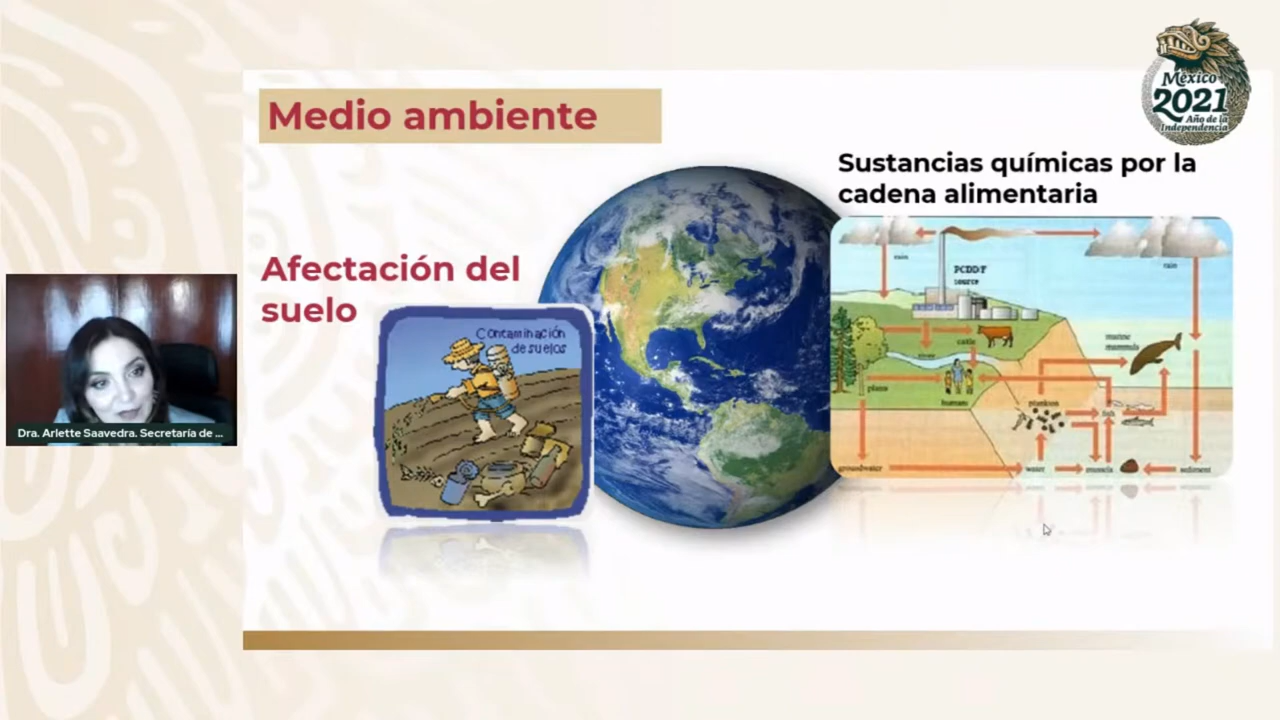 Medio ambiente
México
2021
Año de la
Independencia
Sustancias químicas por la
cadena alimentaria
Afectación del
suelo
Contaminación
de suelos
Dra. Arlette Saavedra. Secretaría de ...
rain
PCDD/F
source
rain
cattle
marine
mammals
river
plants
humans
plankton
fish
groundwater
water
mussels
sediment